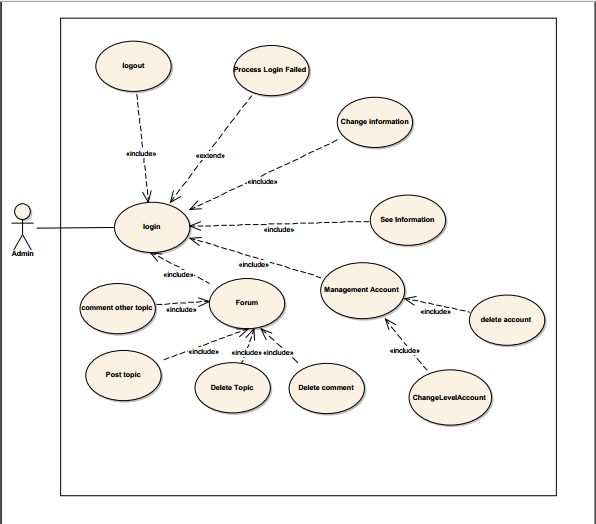 logout
Process Login Failed
Change Information
«include»
«extend»
«include»
See Information
login
«include»
Admin
«include»
«include»
Management Account
Forum
comment other topic
«include»
«include»
delete account
«include»
«include»
«include»
«include»
Post topic
Delete Topic
Delete comment
ChangeLevelAccount